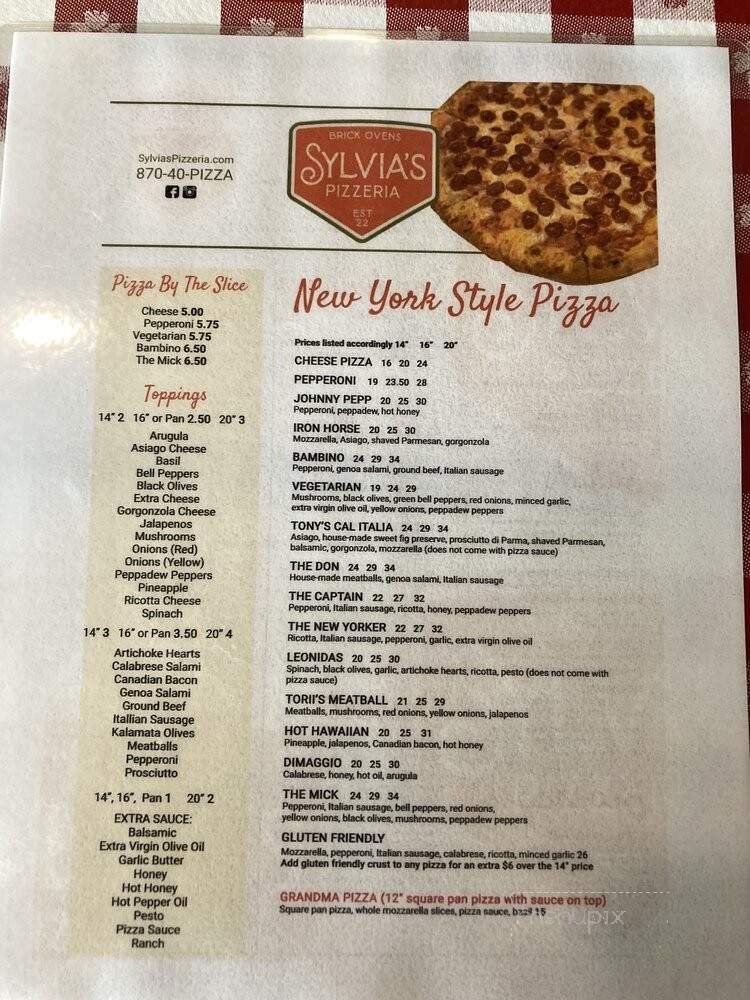 SylviasPizzeria.com
870-40-PIZZA
BRICK OVENS
SYLVIA'S
PIZZERIA
EST
'22
Pizza By The Slice
Cheese 5.00
Pepperoni 5.75
Vegetarian 5.75
Bambino 6.50
The Mick 6.50
Toppings
14" 2 16" or Pan 2.50 20" 3
Arugula
Asiago Cheese
Basil
Bell Peppers
Black Olives
Extra Cheese
Gorgonzola Cheese
Jalapenos
Mushrooms
Onions (Red)
Onions (Yellow)
Peppadew Peppers
Pineapple
Ricotta Cheese
Spinach
14" 3 16" or Pan 3.50 20" 4
Artichoke Hearts
Calabrese Salami
Canadian Bacon
Genoa Salami
Ground Beef
Itallian Sausage
Kalamata Olives
Meatballs
Pepperoni
Prosciutto
14", 16", Pan 1 20" 2
EXTRA SAUCE:
Balsamic
Extra Virgin Olive Oil
Garlic Butter
Honey
Hot Honey
Hot Pepper Oil
Pesto
Pizza Sauce
Ranch
New York Style Pizza
Prices listed accordingly 14" 16" 20"
CHEESE PIZZA 16 20 24
PEPPERONI 19 23.50 28
JOHNNY PEPP 20 25 30
Pepperoni, peppadew, hot honey
IRON HORSE 20 25 30
Mozzarella, Asiago, shaved Parmesan, gorgonzola
BAMBINO 24 29 34
Pepperoni, genoa salami, ground beef, Italian sausage
VEGETARIAN 19 24 29
Mushrooms, black olives, green bell peppers, red onions, minced garlic,
extra virgin olive oil, yellow onions, peppadew peppers
TONY'S CAL ITALIA 24 29 34
Asiago, house-made sweet fig preserve, prosciutto di Parma, shaved Parmesan,
balsamic, gorgonzola, mozzarella (does not come with pizza sauce)
THE DON 24 29 34
House-made meatballs, genoa salami, Italian sausage
THE CAPTAIN 22 27 32
Pepperoni, Italian sausage, ricotta, honey, peppadew peppers
THE NEW YORKER 22 27 32
Ricotta, Italian sausage, pepperoni, garlic, extra virgin olive oil
LEONIDAS 20 25 30
Spinach, black olives, garlic, artichoke hearts, ricotta, pesto (does not come with
pizza sauce)
TORII'S MEATBALL 21 25 29
Meatballs, mushrooms, red onions, yellow onions, jalapenos
HOT HAWAIIAN 20 25 31
Pineapple, jalapenos, Canadian bacon, hot honey
DIMAGGIO 20 25 30
Calabrese, honey, hot oil, arugula
THE MICK 24 29 34
Pepperoni, Italian sausage, bell peppers, red onions,
yellow onions, black olives, mushrooms, peppadew peppers
GLUTEN FRIENDLY
Mozzarella, pepperoni, Italian sausage, calabrese, ricotta, minced garlic 26
Add gluten friendly crust to any pizza for an extra $6 over the 14" price
GRANDMA PIZZA (12" square pan pizza with sauce on top)
Square pan pizza, whole mozzarella slices, pizza sauce, basil 15